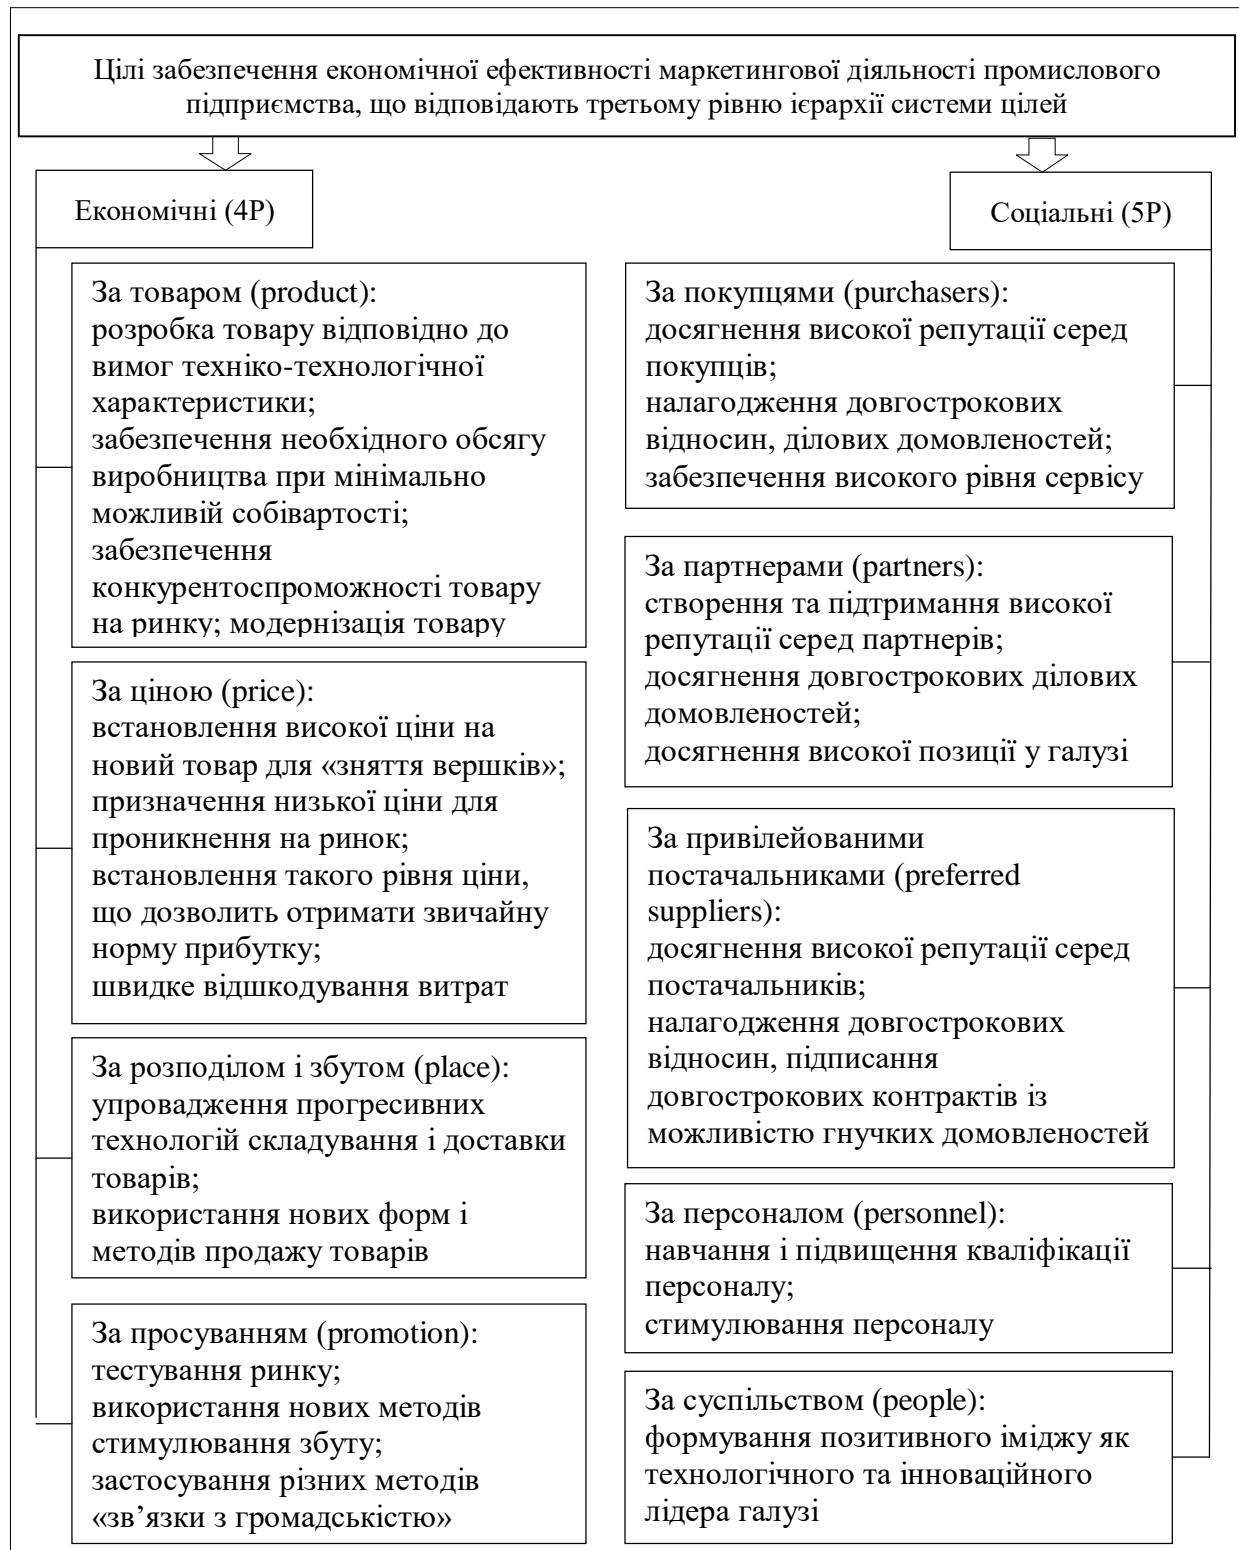 Цілі забезпечення економічної ефективності маркетингової діяльності промислового
підприємства, що відповідають третьому рівню ієрархії системи цілей
Економічні (4P)
За товаром (product):
розробка товару відповідно до
вимог техніко-технологічної
характеристики;
забезпечення необхідного обсягу
виробництва при мінімально
можливій собівартості;
забезпечення
конкурентоспроможності товару
на ринку; модернізація товару
За ціною (price):
встановлення високої ціни на
новий товар для «зняття вершків»;
призначення низької ціни для
проникнення на ринок;
встановлення такого рівня ціни,
що дозволить отримати звичайну
норму прибутку;
швидке відшкодування витрат
За розподілом і збутом (place):
упровадження прогресивних
технологій складування і доставки
товарів;
використання нових форм і
методів продажу товарів
За просуванням (promotion):
тестування ринку;
використання нових методів
стимулювання збуту;
застосування різних методів
«зв’язки з громадськістю»
Соціальні (5P)
За покупцями (purchasers):
досягнення високої репутації серед
покупців;
налагодження довгострокових
відносин, ділових домовленостей;
забезпечення високого рівня сервісу
За партнерами (partners):
створення та підтримання високої
репутації серед партнерів;
досягнення довгострокових ділових
домовленостей;
досягнення високої позиції у галузі
За привілейованими
постачальниками (preferred
suppliers):
досягнення високої репутації серед
постачальників;
налагодження довгострокових
відносин, підписання
довгострокових контрактів із
можливістю гнучких домовленостей
За персоналом (personnel):
навчання і підвищення кваліфікації
персоналу;
стимулювання персоналу
За суспільством (people):
формування позитивного іміджу як
технологічного та інноваційного
лідера галузі